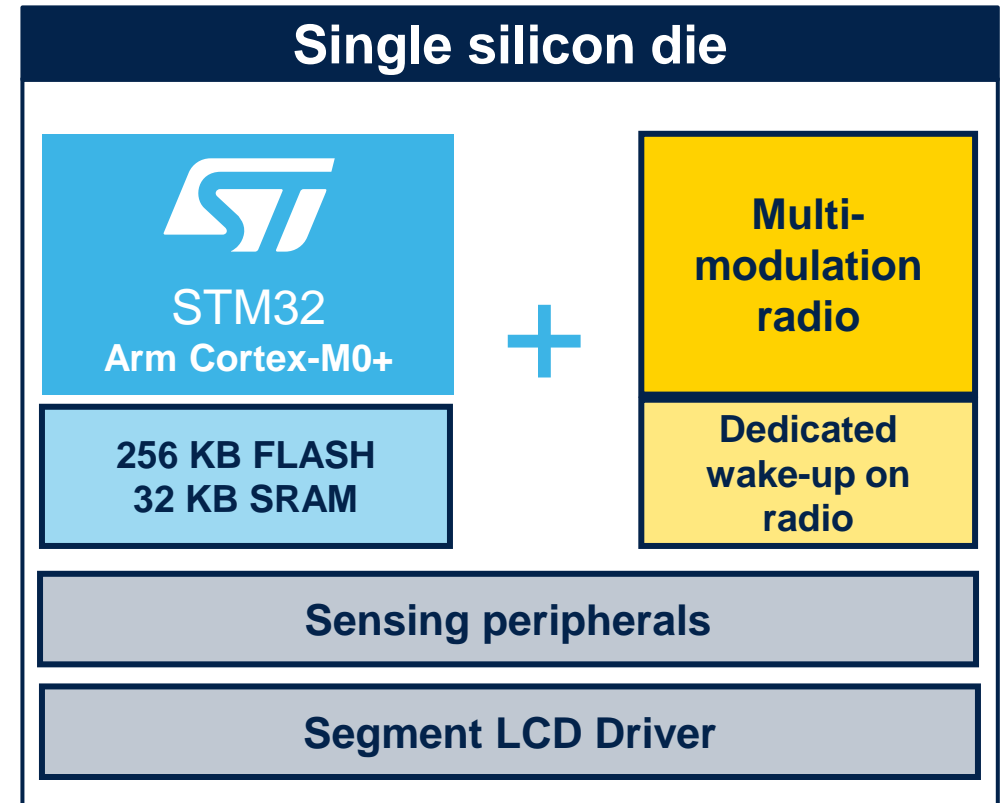 Single silicon die
ST
STM32
Arm Cortex-M0+
256 KB FLASH
32 KB SRAM
+
Multi-
modulation
radio
Dedicated
wake-up on
radio
Sensing peripherals
Segment LCD Driver